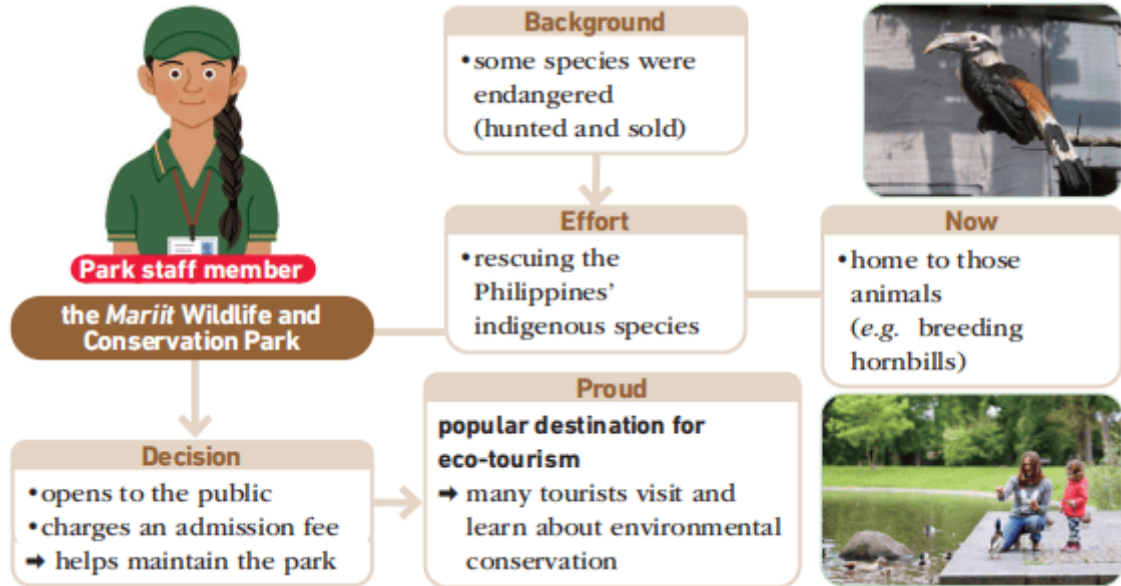 Background
•some species were
endangered
(hunted and sold)
Park staff member
the Mariit Wildlife and
Conservation Park
Effort
•rescuing the
Philippines'
indigenous species
Now
•home to those
animals
(e.g. breeding
hornbills)
Decision
•opens to the public
•charges an admission fee
➜ helps maintain the park
Proud
popular destination for
eco-tourism
➜ many tourists visit and
learn about environmental
conservation